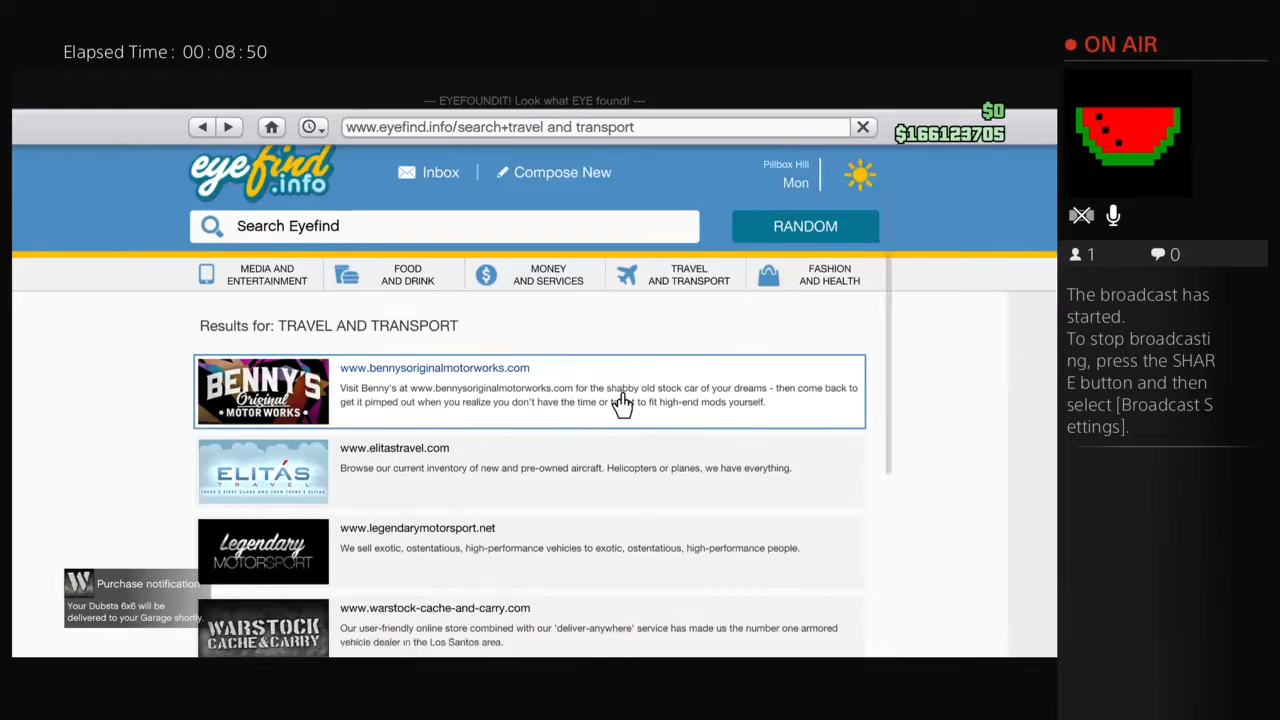 Elapsed Time: 00:08:50
ON AIR
--- EYEFOUNDIT! Look what EYE found! ---
www.eyefind.info/search+travel and transport
$0
$166123705
eyefind
.info
Inbox
Compose New
Pillbox Hill
Mon
Search Eyefind
RANDOM
1
0
MEDIA AND
ENTERTAINMENT
FOOD
AND DRINK
MONEY
AND SERVICES
TRAVEL
AND TRANSPORT
FASHION
AND HEALTH
The broadcast has
started.
To stop broadcasti
ng, press the SHAR
E button and then
select [Broadcast S
ettings].
Results for: TRAVEL AND TRANSPORT
BENNY'S
Original
MOTOR WORKS
www.bennysoriginalmotorworks.com
Visit Benny's at www.bennysoriginalmotorworks.com for the shabby old stock car of your dreams - then come back to
get it pimped out when you realize you don't have the time or to fit high-end mods yourself.
ELITÁS
TRAVEL
THERE'S FIRST CLASS AND THEN THERE'S ELITAS
www.elitastravel.com
Browse our current inventory of new and pre-owned aircraft. Helicopters or planes, we have everything.
Legendary
MOTORSPORT
www.legendarymotorsport.net
We sell exotic, ostentatious, high-performance vehicles to exotic, ostentatious, high-performance people.
W
Purchase notification
Your Dubsta 6x6 will be
delivered to your Garage shortly.
WARSTOCK
CACHE & CARRY
www.warstock-cache-and-carry.com
Our user-friendly online store combined with our 'deliver-anywhere' service has made us the number one armored
vehicle dealer in the Los Santos area.